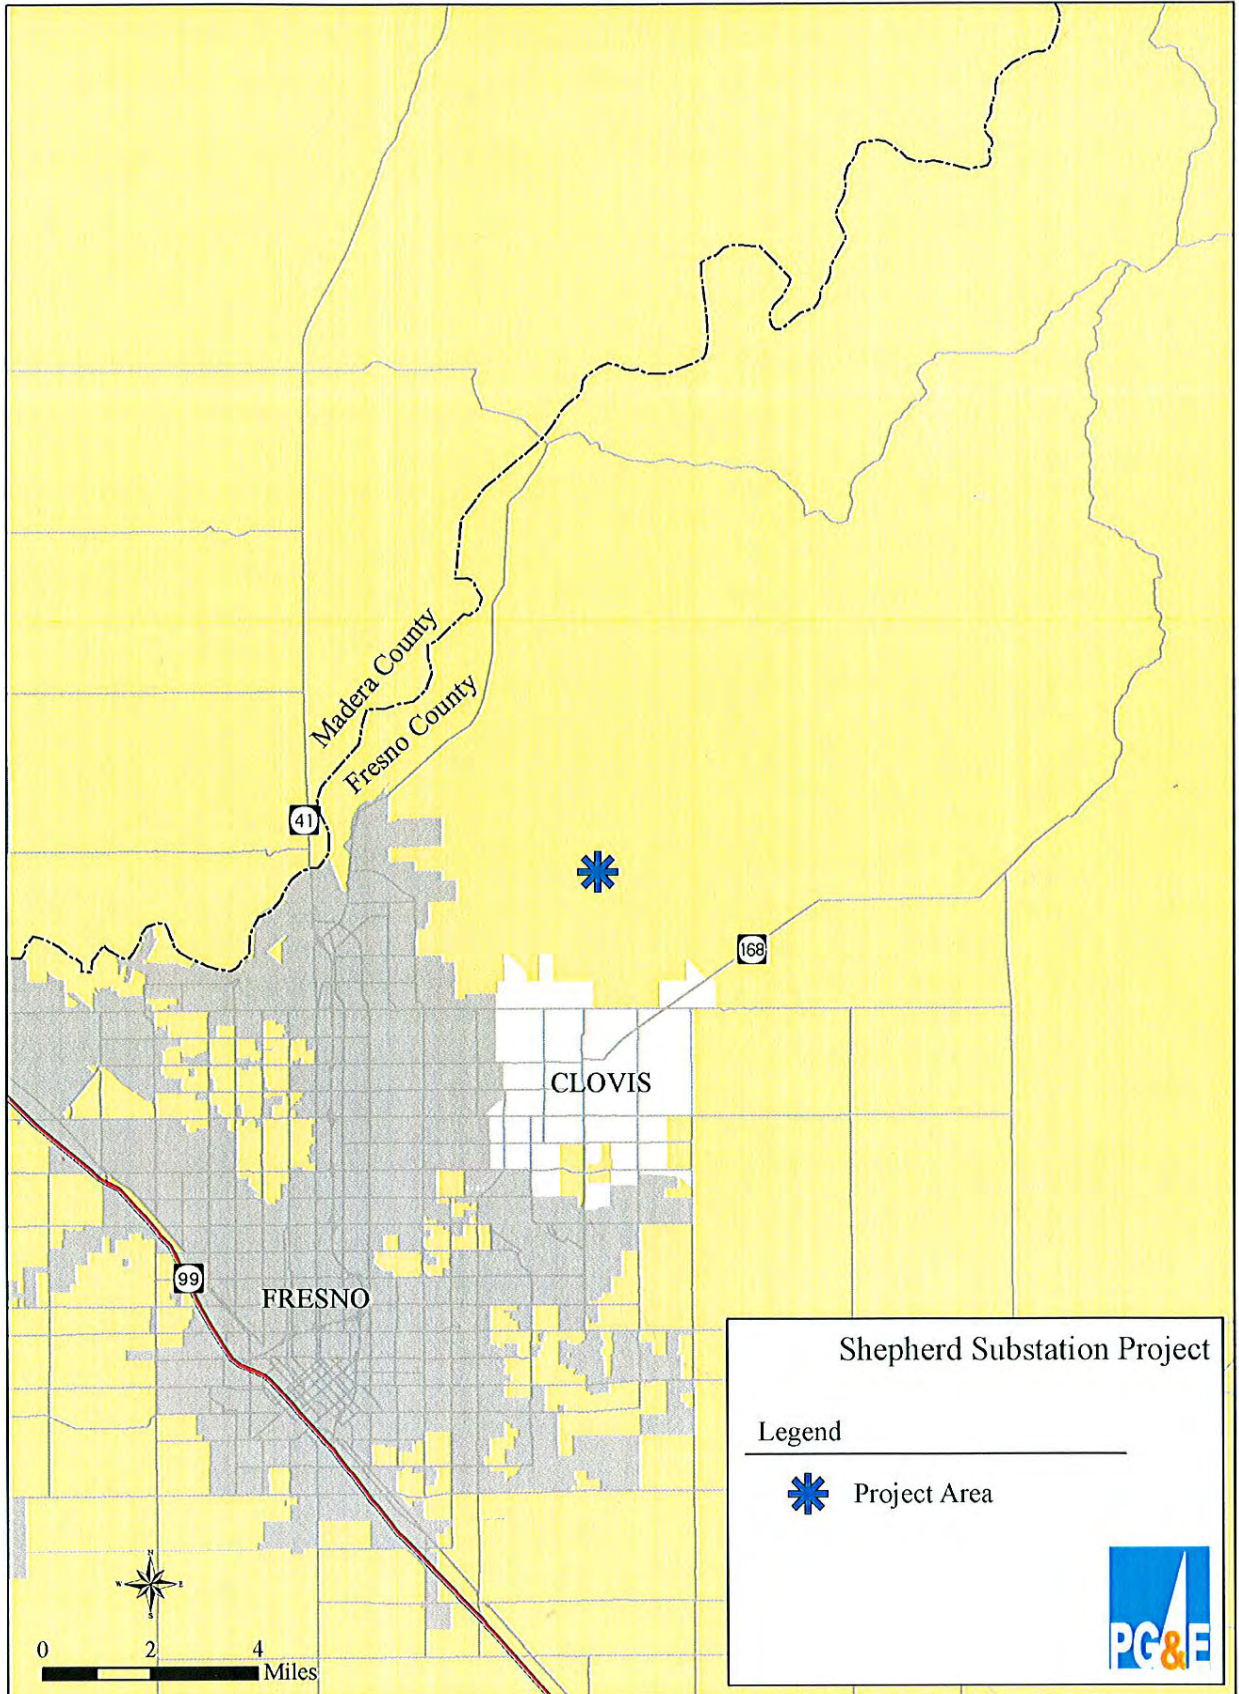 Madera County
Fresno County
41
168
CLOVIS
99
FRESNO
Shepherd Substation Project
Legend
Project Area
N
W E
S
0 2 4
Miles
PG&E